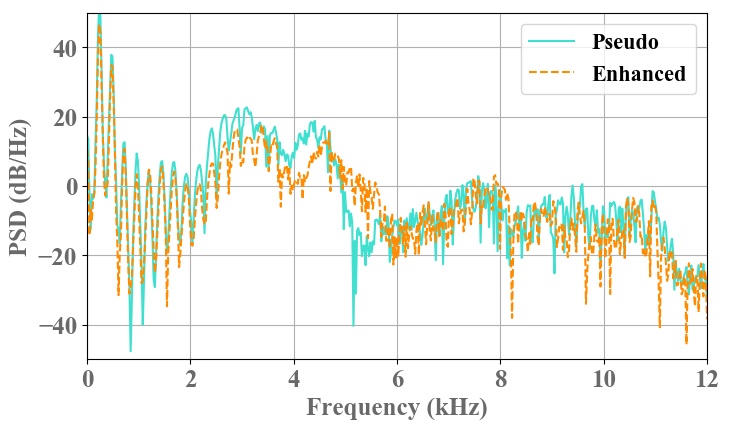 Pseudo
Enhanced
PSD (dB/Hz)
40
20
0
−20
−40
0 2 4 6 8 10 12
Frequency (kHz)